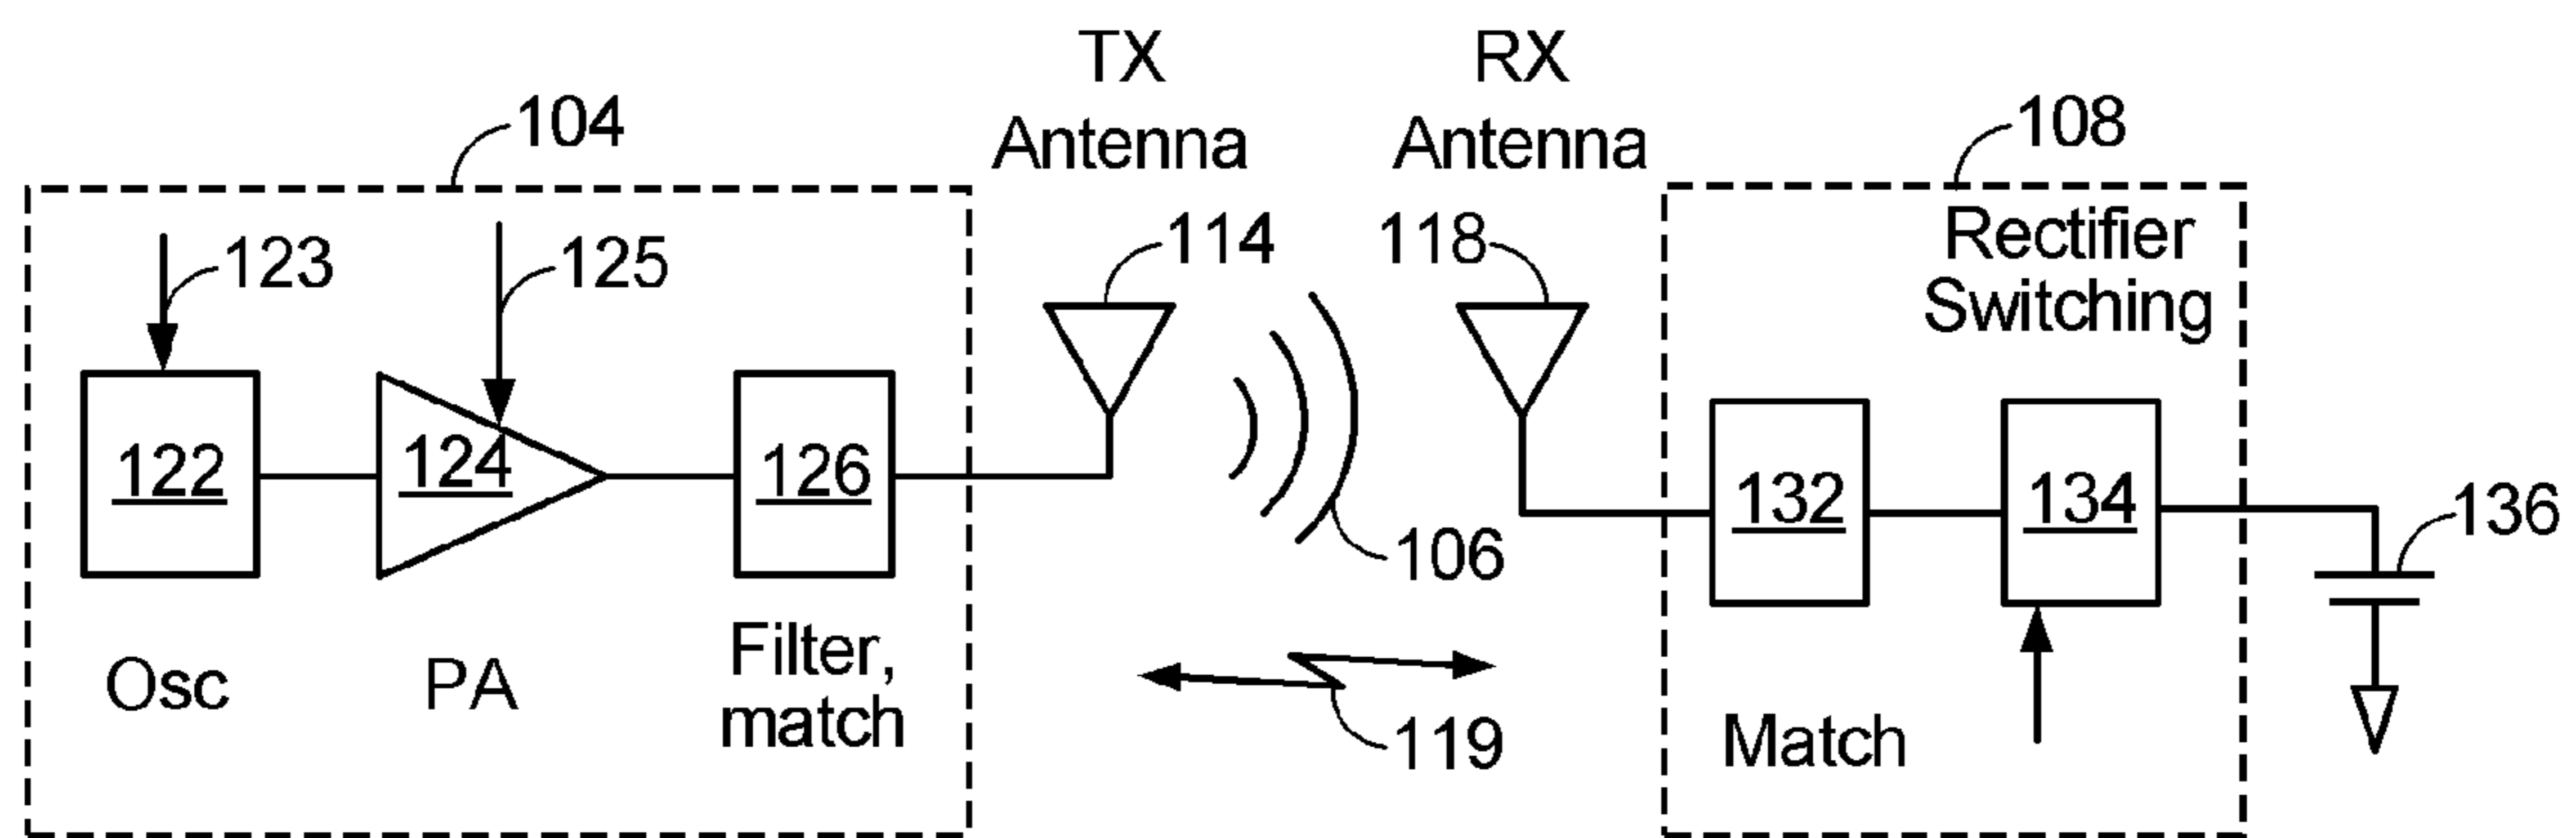 TX
Antenna
RX
Antenna
104
108
123
125
114
118
Rectifier
Switching
122
124
126
132
134
136
106
Osc
PA
Filter,
match
119
Match